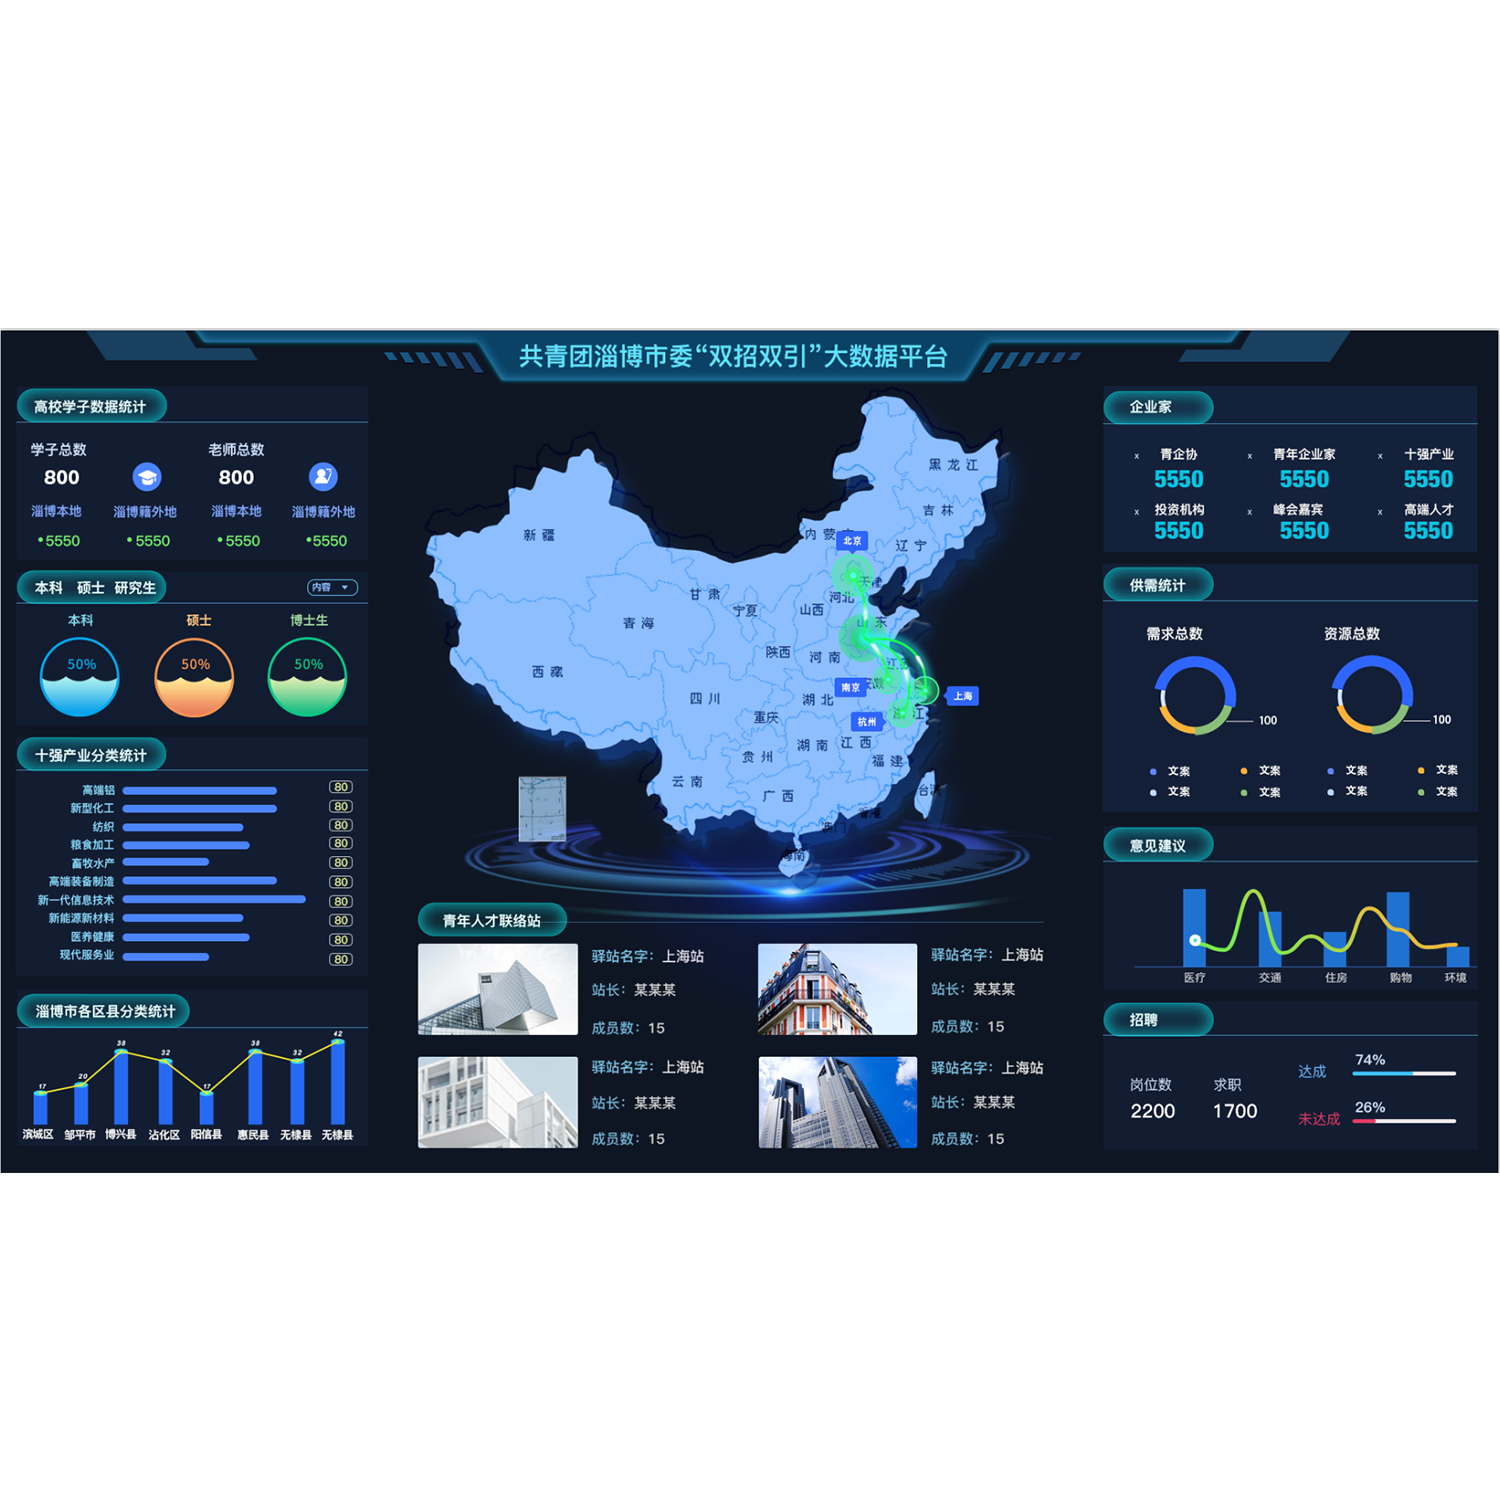 共青团淄博市委“双招双引”大数据平台
高校学子数据统计
学子总数
老师总数
800
800
淄博本地
淄博籍外地
淄博本地
淄博籍外地
5550
5550
5550
5550
本科 硕士 研究生
内容
本科
硕士
博士生
50%
50%
50%
十强产业分类统计
高端铝 80
新型化工 80
纺织 80
粮食加工 80
畜牧水产 80
高端装备制造 80
新一代信息技术 80
新能源新材料 80
医养健康 80
现代服务业 80
淄博市各区县分类统计
17
20
38
32
17
38
32
42
滨城区
邹平市
博兴县
沾化区
阳信县
惠民县
无棣县
无棣县
黑龙江
吉林
辽宁
新疆
内蒙
北京
天津
河北
甘肃
宁夏
山西
山东
青海
陕西
河南
西藏
南京
上海
四川
湖北
重庆
杭州
湖南
江西
贵州
福建
云南
广西
台湾
澳门
香港
海南
青年人才联络站
驿站名字：上海站
站长：某某某
成员数：15
驿站名字：上海站
站长：某某某
成员数：15
驿站名字：上海站
站长：某某某
成员数：15
驿站名字：上海站
站长：某某某
成员数：15
企业家
x 青企协
x 青年企业家
x 十强产业
5550
5550
5550
x 投资机构
x 峰会嘉宾
x 高端人才
5550
5550
5550
供需统计
需求总数
资源总数
100
100
文案
文案
文案
文案
文案
文案
文案
文案
意见建议
医疗
交通
住房
购物
环境
招聘
岗位数
求职
2200
1700
达成
74%
未达成
26%